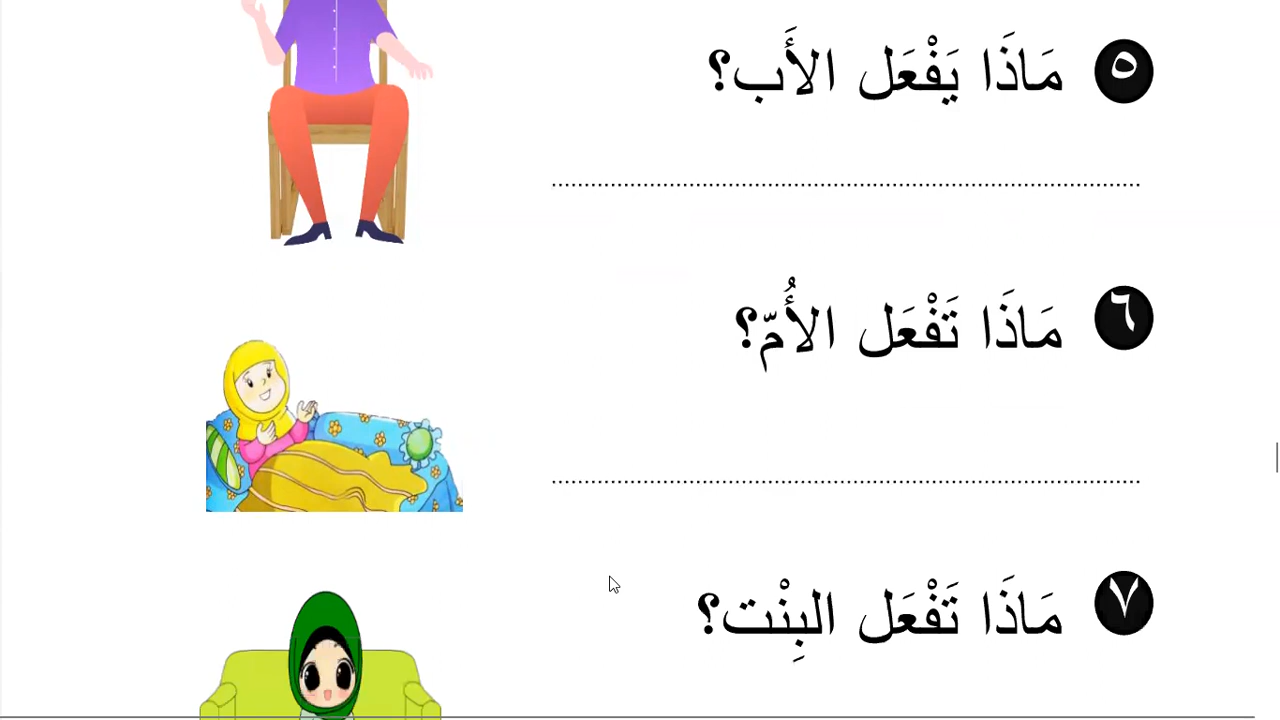 ٥ مَاذَا يَفْعَل الأَب؟
................................................................................
٦ مَاذَا تَفْعَل الأُمّ؟
................................................................................
٧ مَاذَا تَفْعَل البِنْت؟